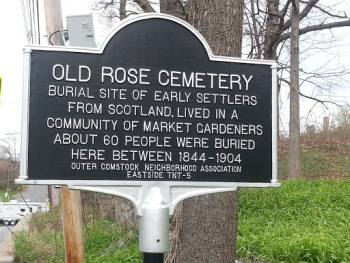 OLD ROSE CEMETERY
BURIAL SITE OF EARLY SETTLERS
FROM SCOTLAND. LIVED IN A
COMMUNITY OF MARKET GARDENERS
ABOUT 60 PEOPLE WERE BURIED
HERE BETWEEN 1844-1904
OUTER COMSTOCK NEIGHBORHOOD ASSOCIATION
EASTSIDE TNT-5